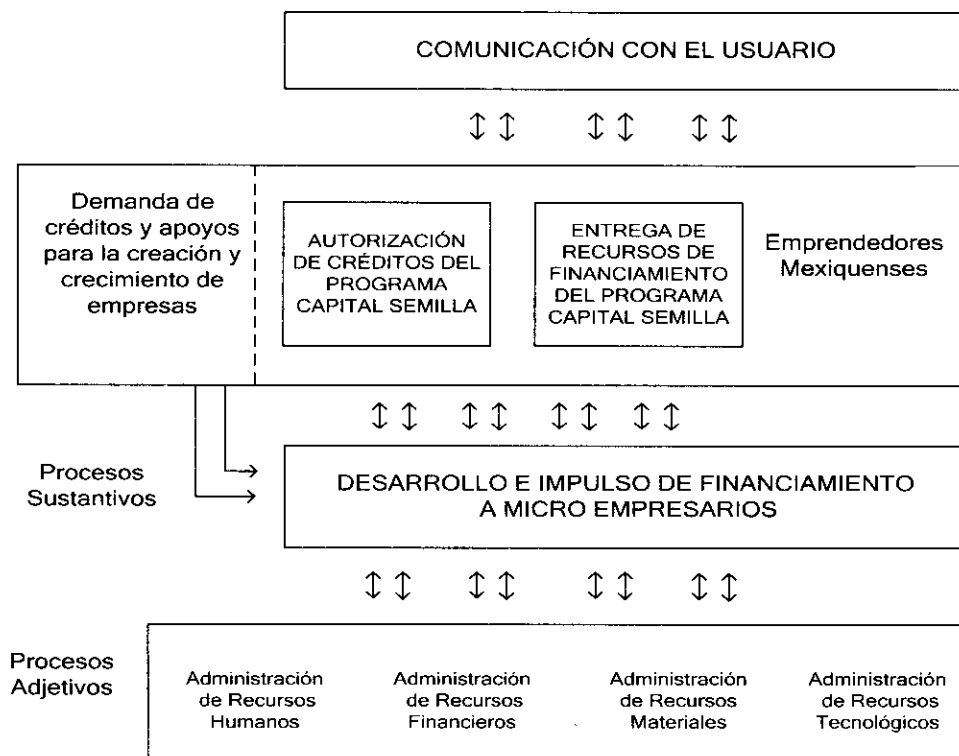 COMUNICACIÓN CON EL USUARIO
Demanda de
créditos y apoyos
para la creación y
crecimiento de
empresas
AUTORIZACIÓN
DE CRÉDITOS DEL
PROGRAMA
CAPITAL SEMILLA
ENTREGA DE
RECURSOS DE
FINANCIAMIENTO
DEL PROGRAMA
CAPITAL SEMILLA
Emprendedores
Mexiquenses
Procesos
Sustantivos
DESARROLLO E IMPULSO DE FINANCIAMIENTO
A MICRO EMPRESARIOS
Procesos
Adjetivos
Administración
de Recursos
Humanos
Administración
de Recursos
Financieros
Administración
de Recursos
Materiales
Administración
de Recursos
Tecnológicos